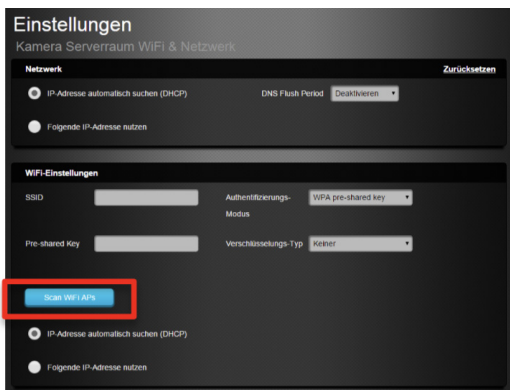 Einstellungen
Kamera Serverraum WiFi & Netzwerk
Netzwerk Zurücksetzen
IP-Adresse automatisch suchen (DHCP) DNS Flush Period Deaktivieren
Folgende IP-Adresse nutzen
WiFi-Einstellungen
SSID Authentifizierungs- WPA pre-shared key
Modus
Pre-shared Key Verschlüsselungs-Typ Keiner
Scan WiFi APs
IP-Adresse automatisch suchen (DHCP)
Folgende IP-Adresse nutzen